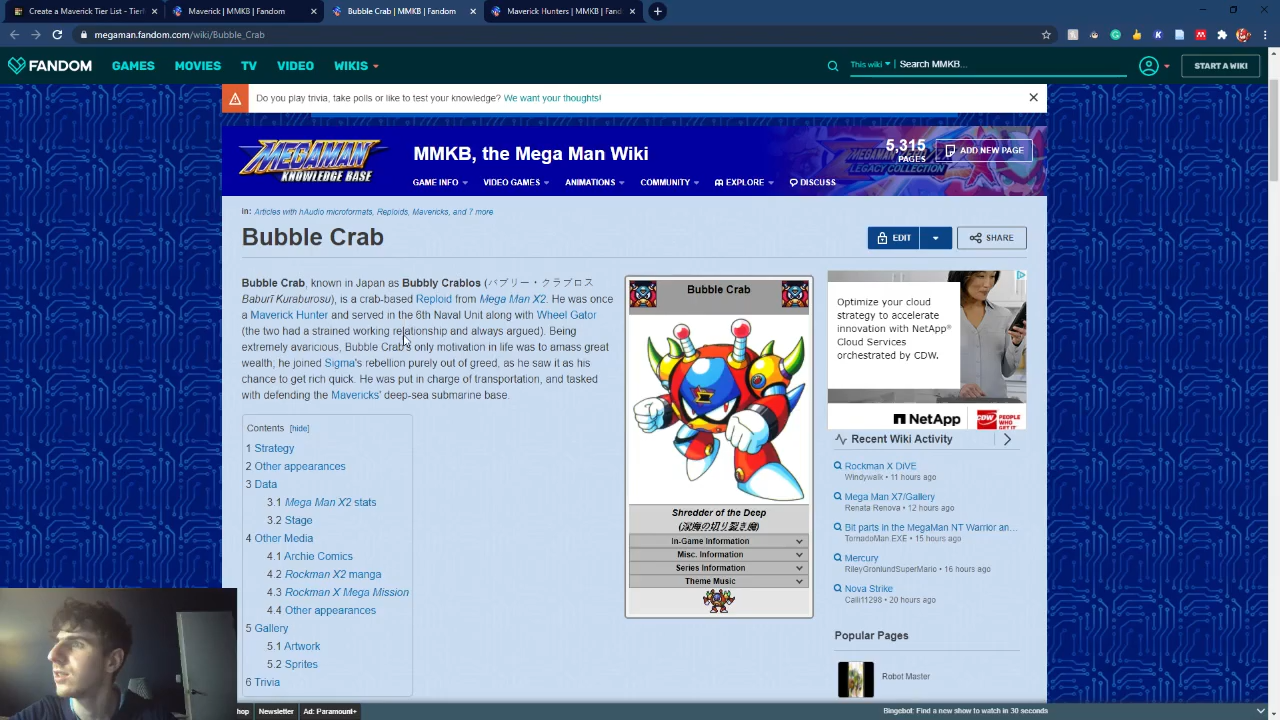 Create a Maverick Tier List - TierM
Maverick Hunter | MMKB | Fandom
Maverick Hunter - TierMaker
Bubble Crab | MMKB | Fandom
megaman.fandom.com/wiki/Bubble_Crab
FANDOM
GAMES
MOVIES
TV
VIDEO
WIKIS
This wiki
Search MMKB...
START A WIKI
Do you play trivia, take polls or like to test your knowledge? We want your thoughts!
MEGAMAN
KNOWLEDGE BASE
MMKB, the Mega Man Wiki
5,315
PAGES
ADD NEW PAGE
GAME INFO
VIDEO GAMES
ANIMATIONS
COMMUNITY
EXPLORE
DISCUSS
in: Articles with hAudio microformats, Reploids, Mavericks, and 7 more
Bubble Crab
EDIT
SHARE
Bubble Crab, known in Japan as Bubbly Crablos (バブリー・クラブロス
Baburī Kuraburosu), is a crab-based Reploid from Mega Man X2. He was once
a Maverick Hunter and served in the 6th Naval Unit along with Wheel Gator
(the two had a strained working relationship and always argued). Being
extremely avaricious, Bubble Crab's only motivation in life was to amass great
wealth; he joined Sigma's rebellion purely out of greed, as he saw it as his
chance to get rich quick. He was put in charge of transportation, and tasked
with defending the Mavericks' deep-sea submarine base.
Contents [hide]
1 Strategy
2 Other appearances
3 Data
3.1 Mega Man X2 stats
3.2 Stage
4 Other Media
4.1 Archie Comics
4.2 Rockman X2 manga
4.3 Rockman X Mega Mission
4.4 Other appearances
5 Gallery
5.1 Artwork
5.2 Sprites
6 Trivia
Bubble Crab
Shredder of the Deep
(深海の切り裂き魔)
In-Game Information
Misc. Information
Series Information
Theme Music
Optimize your cloud
strategy to accelerate
innovation with NetApp®
Cloud Services
orchestrated by CDW.
NetApp
CDW
PEOPLE
WHO
GET IT
Recent Wiki Activity
Rockman X DiVE
Windywalk • 11 hours ago
Mega Man X7/Gallery
Renata Renova • 12 hours ago
Bit parts in the MegaMan NT Warrior an...
TornadoMan.EXE • 15 hours ago
Mercury
RileyGronlundSuperMario • 16 hours ago
Nova Strike
Caili11298 • 20 hours ago
Popular Pages
Robot Master
hop
Newsletter
Ad: Paramount+
Bingebot: Find a new show to watch in 30 seconds